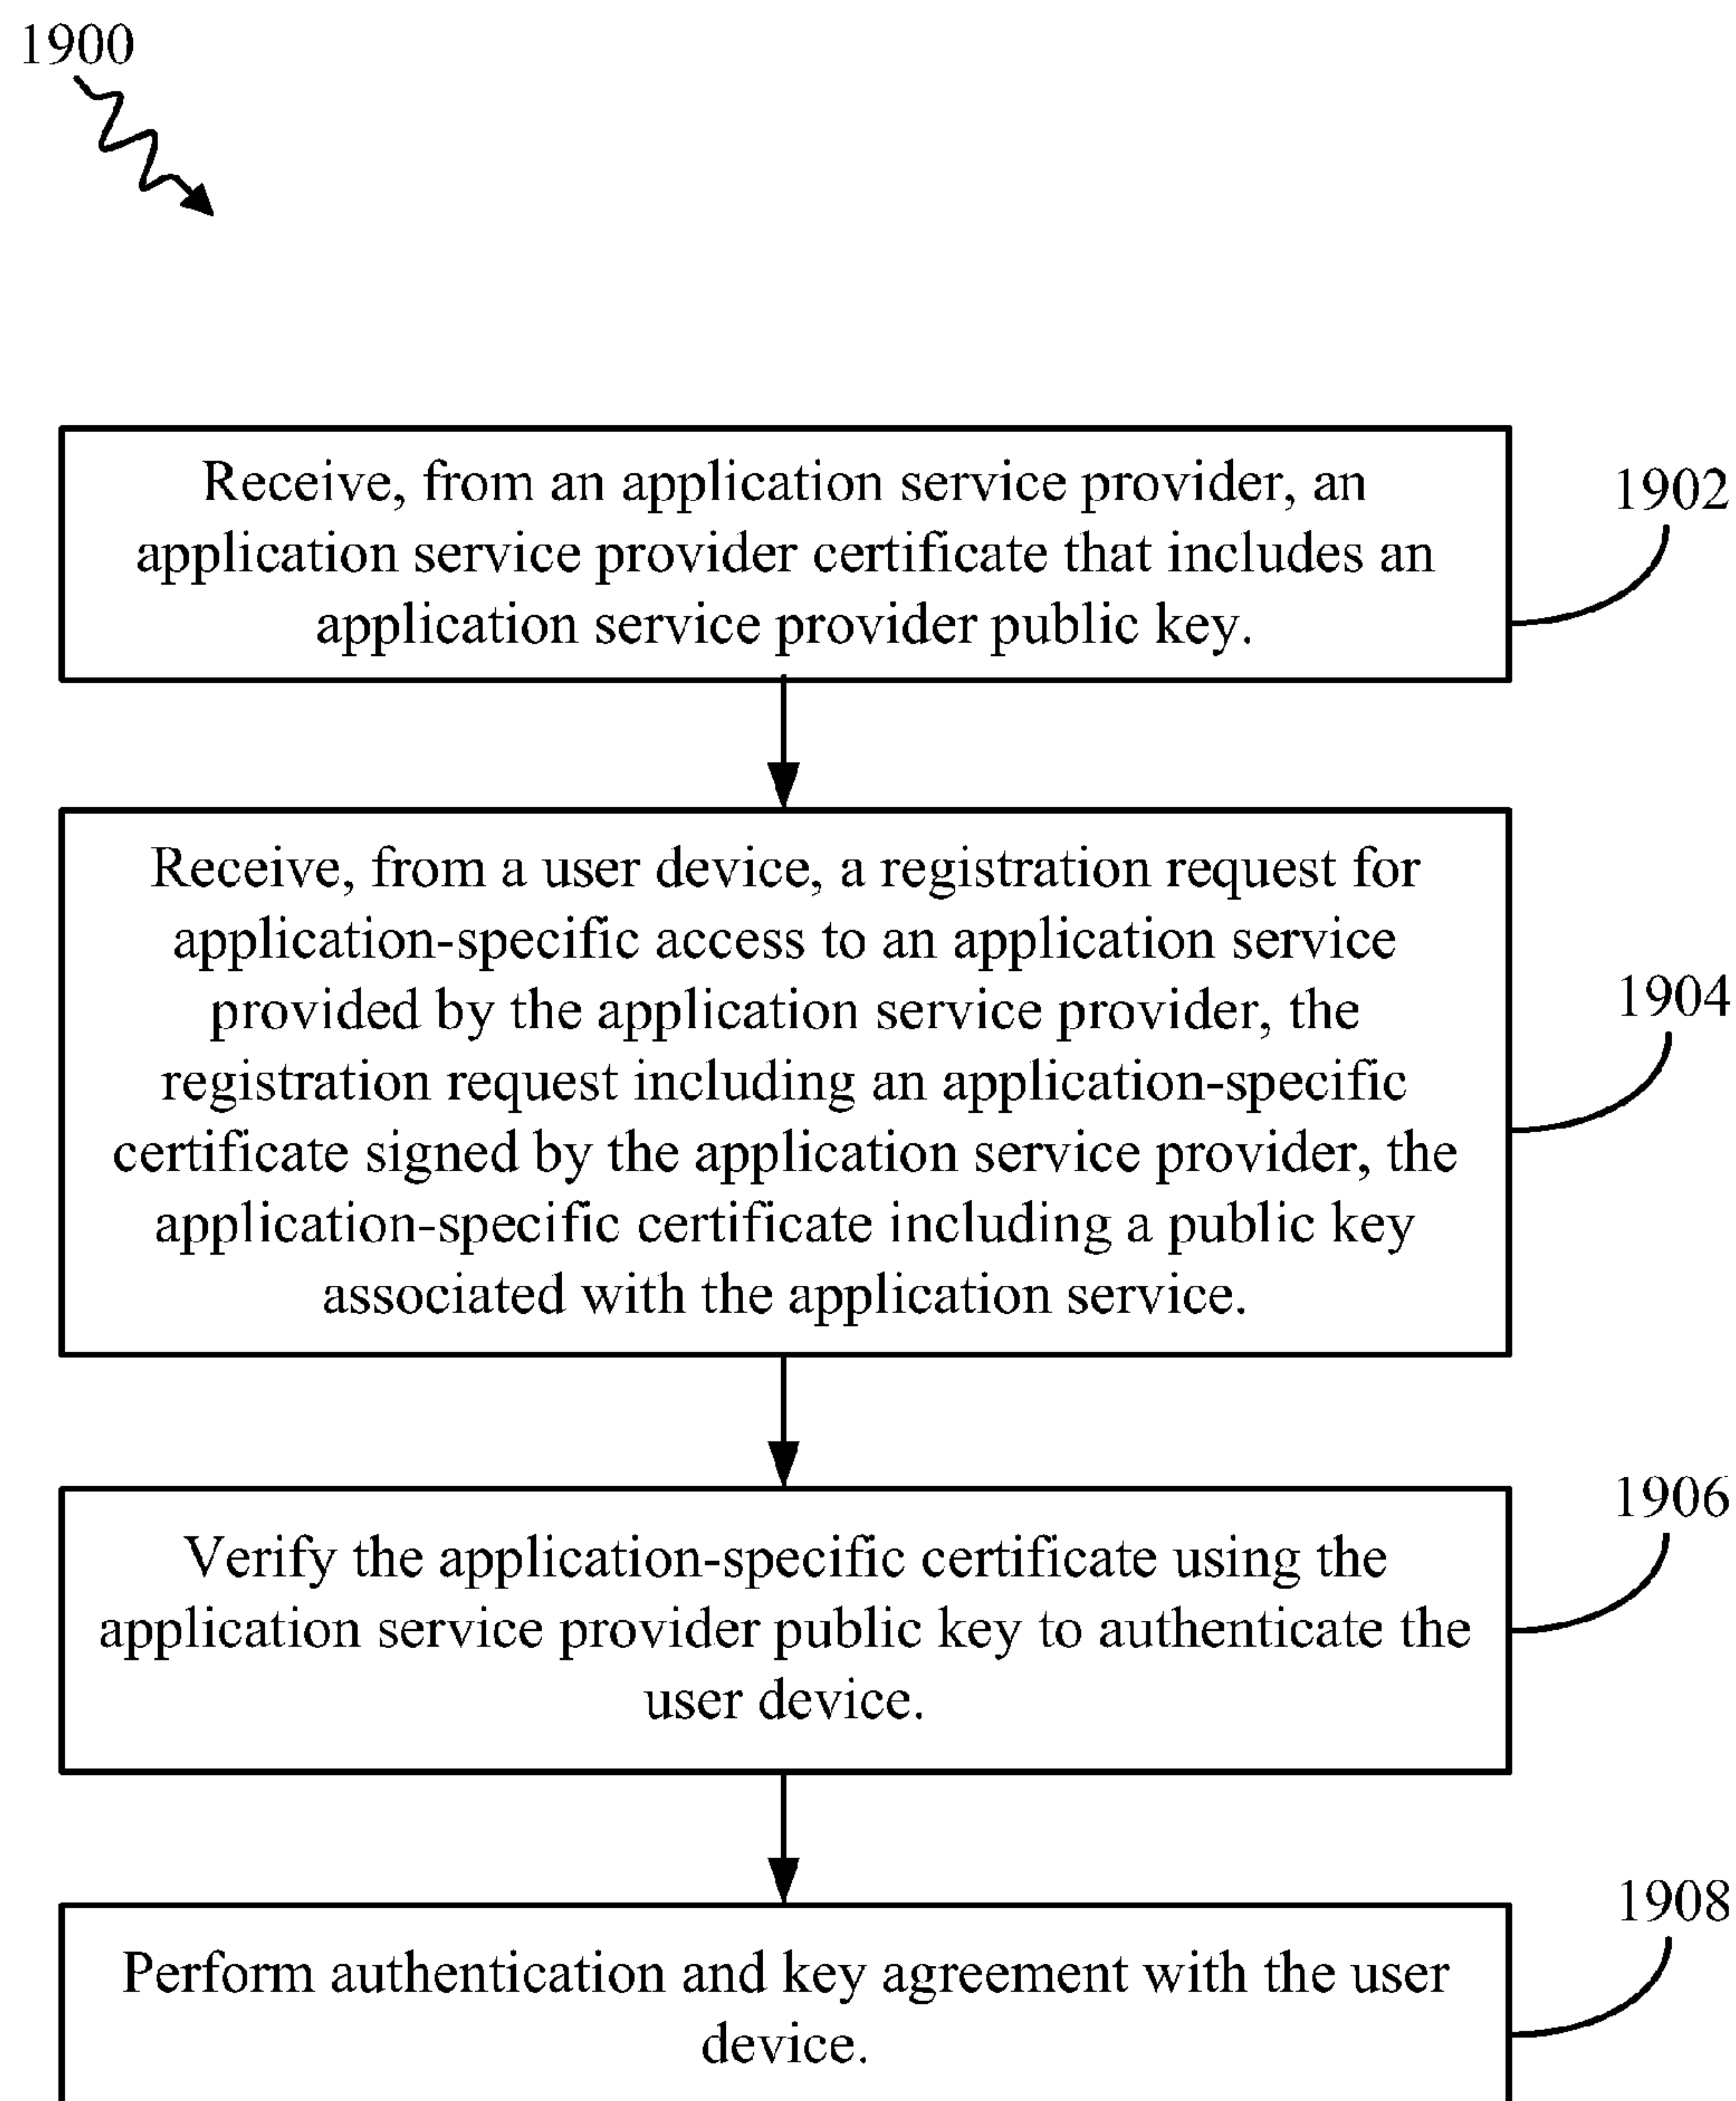 1900
Receive, from an application service provider, an
application service provider certificate that includes an
application service provider public key.
1902
Receive, from a user device, a registration request for
application-specific access to an application service
provided by the application service provider, the
registration request including an application-specific
certificate signed by the application service provider, the
application-specific certificate including a public key
associated with the application service.
1904
Verify the application-specific certificate using the
application service provider public key to authenticate the
user device.
1906
Perform authentication and key agreement with the user
device.
1908